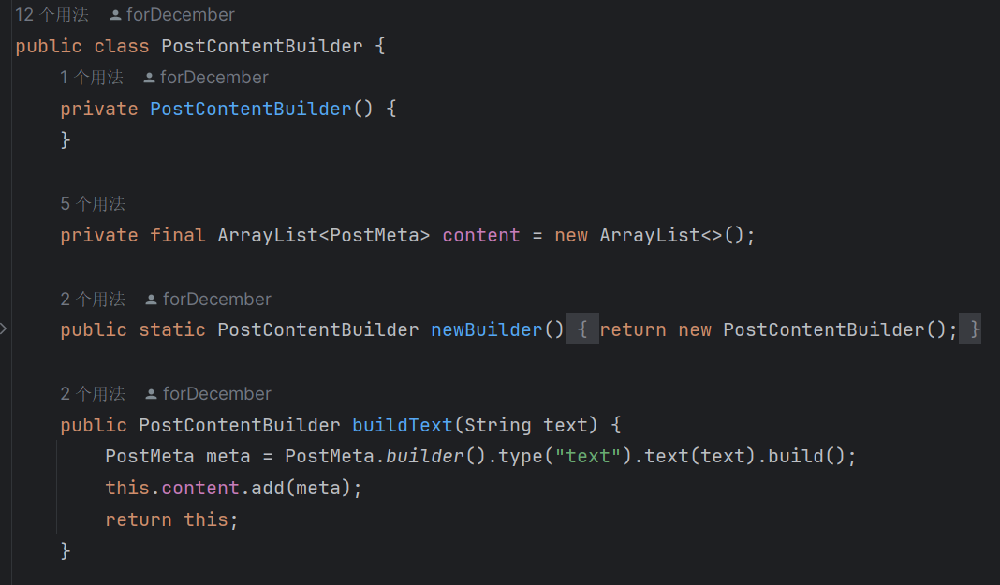 12 个用法 forDecember
public class PostContentBuilder {
1 个用法 forDecember
private PostContentBuilder() {
}
5 个用法
private final ArrayList<PostMeta> content = new ArrayList<>();
2 个用法 forDecember
public static PostContentBuilder newBuilder() { return new PostContentBuilder(); }
2 个用法 forDecember
public PostContentBuilder buildText(String text) {
PostMeta meta = PostMeta.builder().type("text").text(text).build();
this.content.add(meta);
return this;
}